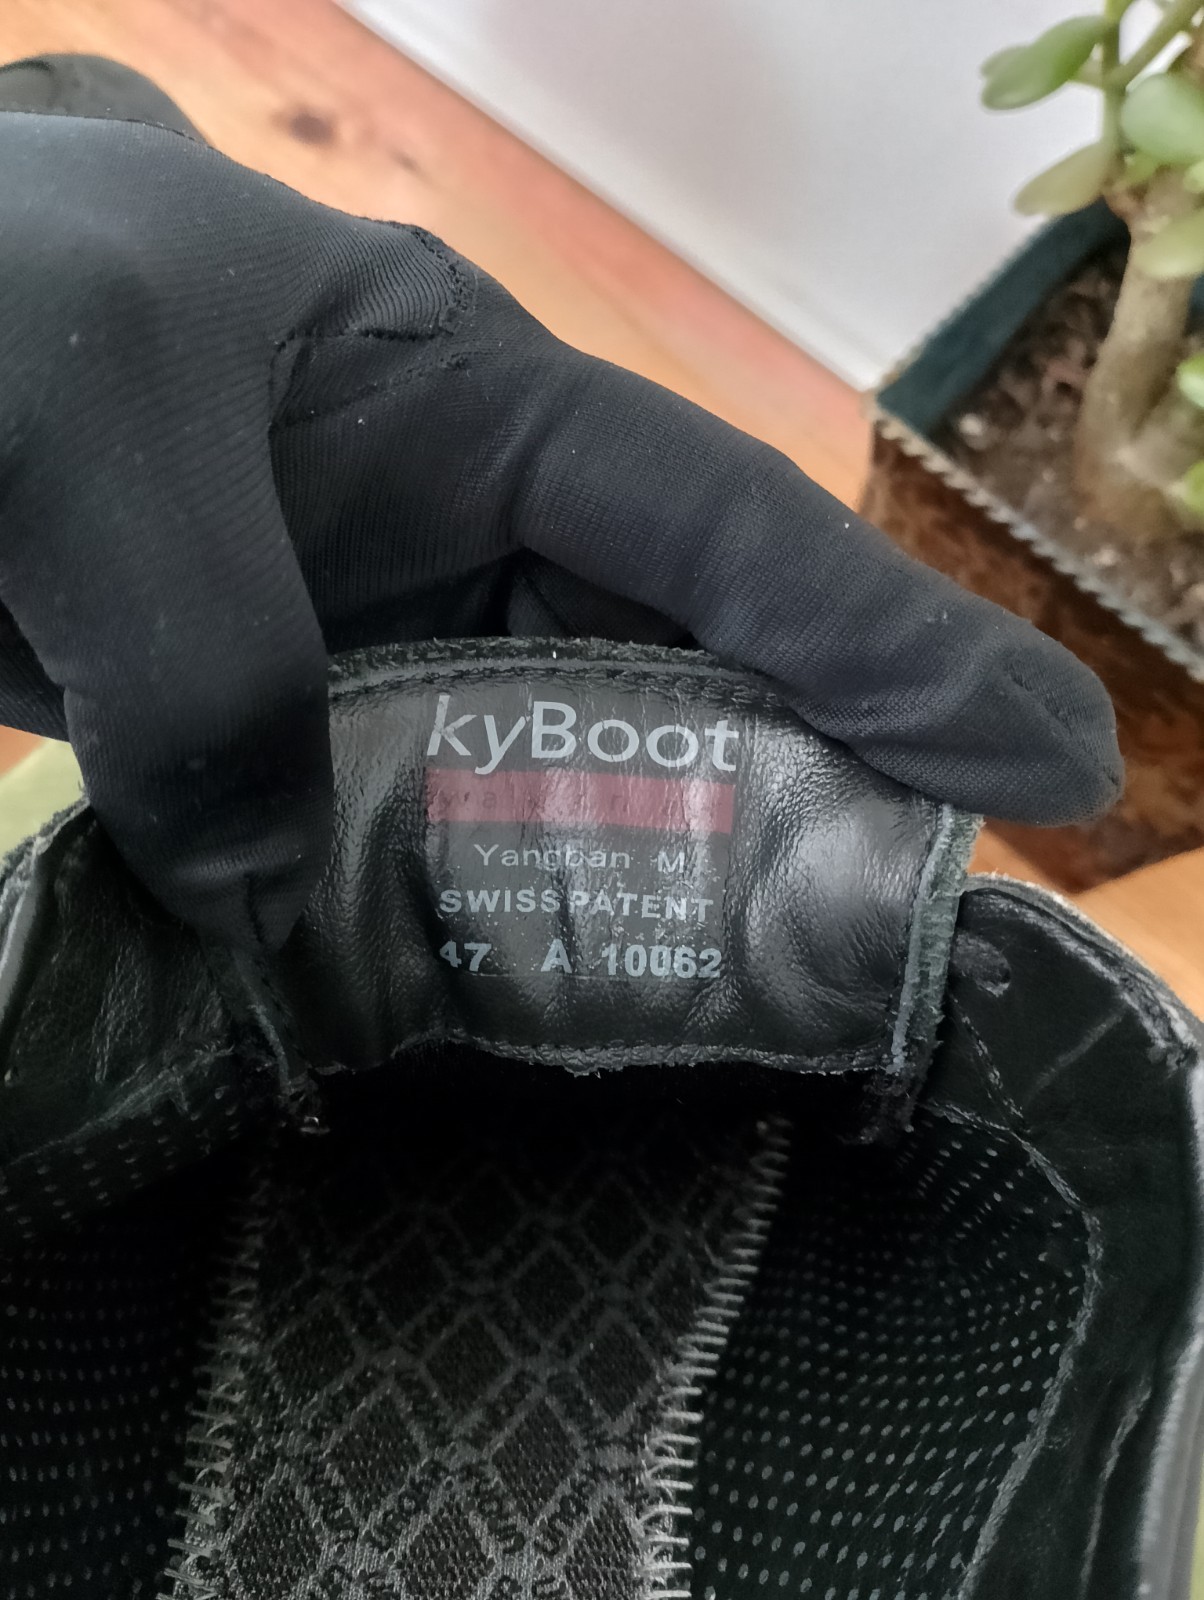 kyBoot
Yangban M
SWISS PATENT
47 A 10062